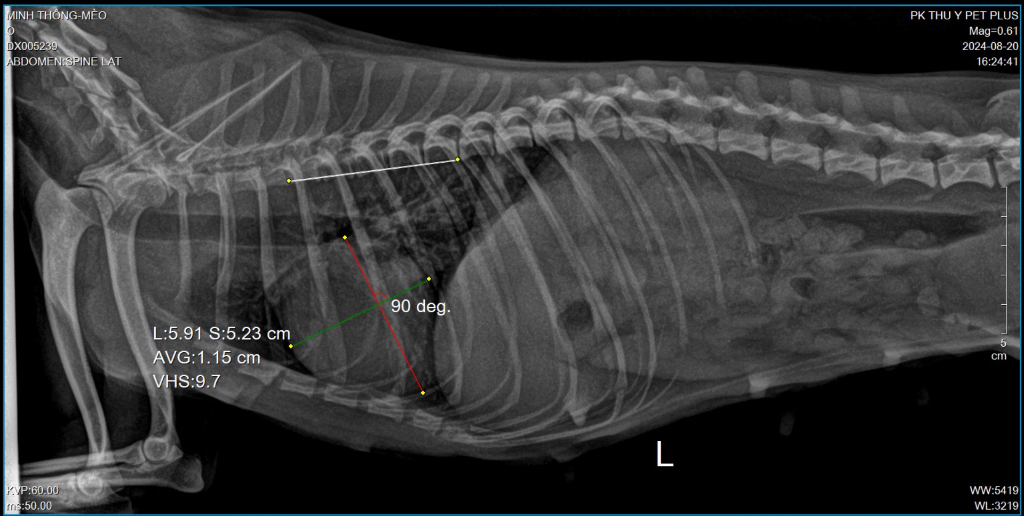 MINH THÔNG-MÈO
O
DX005239
ABDOMEN:SPINE LAT
PK THU Y PET PLUS
Mag=0.61
2024-08-20
16:24:41
90 deg.
L:5.91 S:5.23 cm
AVG:1.15 cm
VHS:9.7
5
cm
L
KVP:60.00
ms:50.00
WW:5419
WL:3219